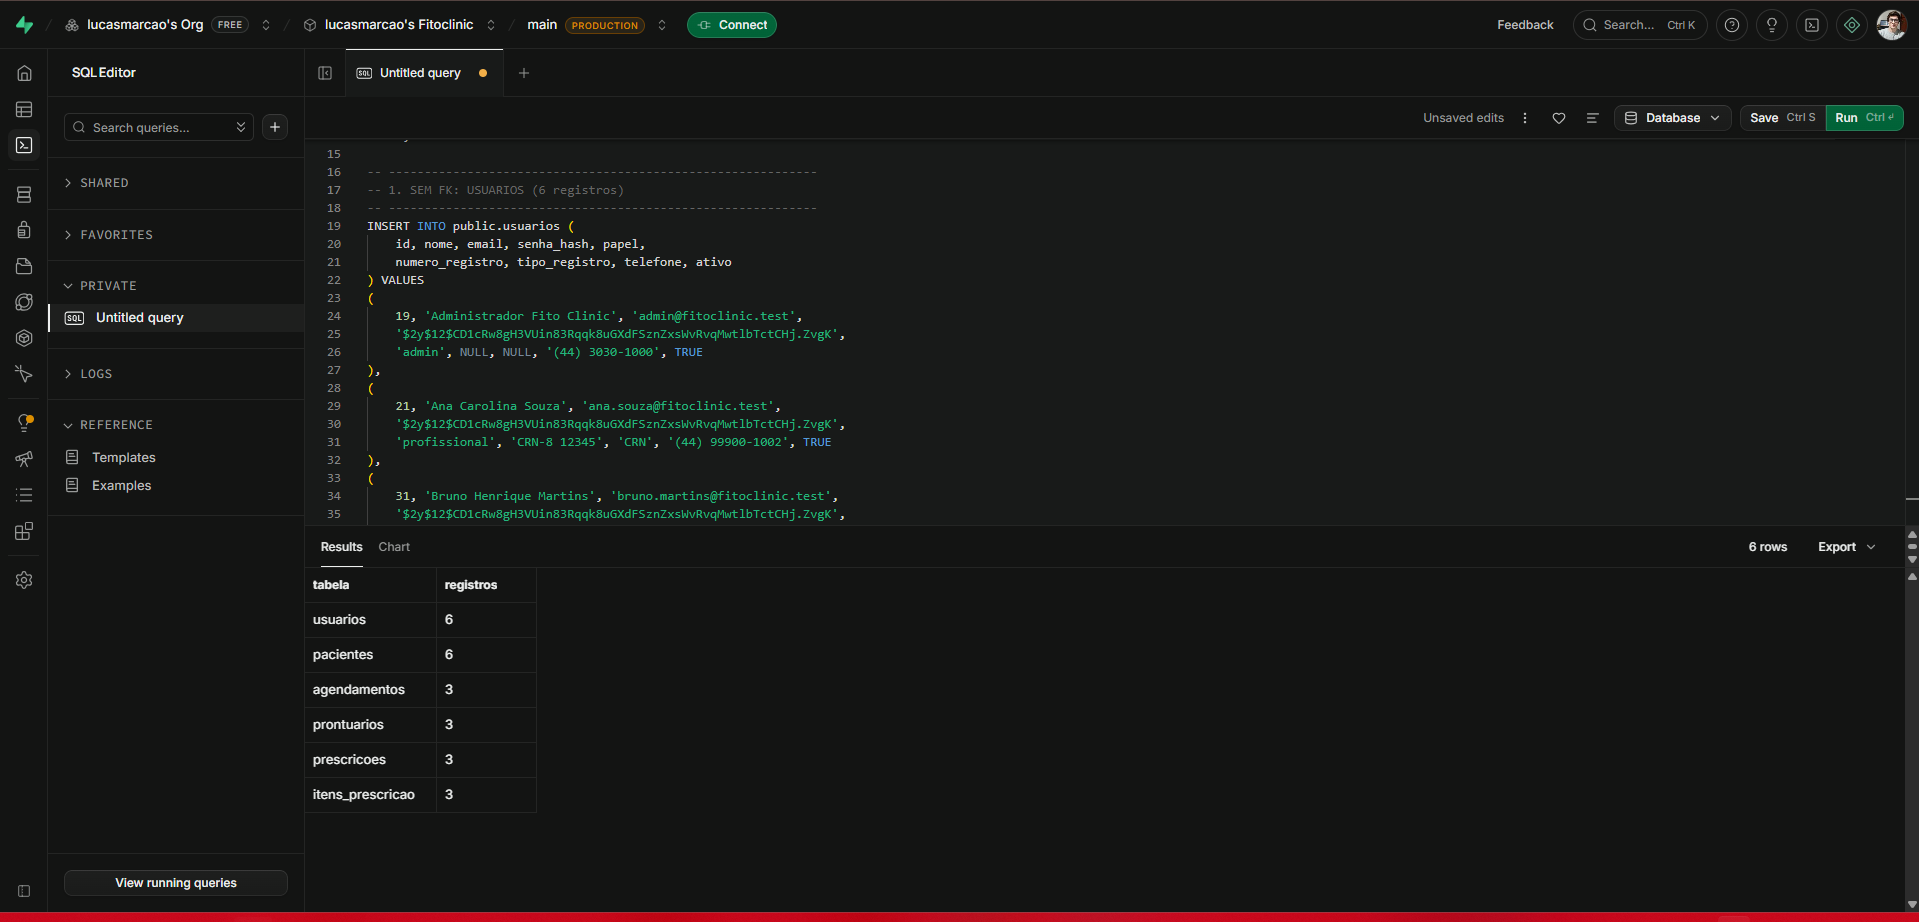 lucasmarcao's Org FREE / lucasmarcao's Fitoclinic / main PRODUCTION Connect Feedback Search... Ctrl K
SQL Editor
SQL Untitled query
Search queries...
Unsaved edits Database Save Ctrl S Run Ctrl ↵
SHARED
FAVORITES
PRIVATE
SQL Untitled query
LOGS
REFERENCE
Templates
Examples
View running queries
15
16 -- ------------------------------------------------------------
17 -- 1. SEM FK: USUARIOS (6 registros)
18 -- ------------------------------------------------------------
19 INSERT INTO public.usuarios (
20 id, nome, email, senha_hash, papel,
21 numero_registro, tipo_registro, telefone, ativo
22 ) VALUES
23 (
24 19, 'Administrador Fito Clinic', 'admin@fitoclinic.test',
25 '$2y$12$CD1cRw8gH3VUin83Rqqk8uGXdFSznZxsWvRvqMwtlbTctCHj.ZvgK',
26 'admin', NULL, NULL, '(44) 3030-1000', TRUE
27 ),
28 (
29 21, 'Ana Carolina Souza', 'ana.souza@fitoclinic.test',
30 '$2y$12$CD1cRw8gH3VUin83Rqqk8uGXdFSznZxsWvRvqMwtlbTctCHj.ZvgK',
31 'profissional', 'CRN-8 12345', 'CRN', '(44) 99900-1002', TRUE
32 ),
33 (
34 31, 'Bruno Henrique Martins', 'bruno.martins@fitoclinic.test',
35 '$2y$12$CD1cRw8gH3VUin83Rqqk8uGXdFSznZxsWvRvqMwtlbTctCHj.ZvgK',
Results Chart 6 rows Export
tabela registros
usuarios 6
pacientes 6
agendamentos 3
prontuarios 3
prescricoes 3
itens_prescricao 3